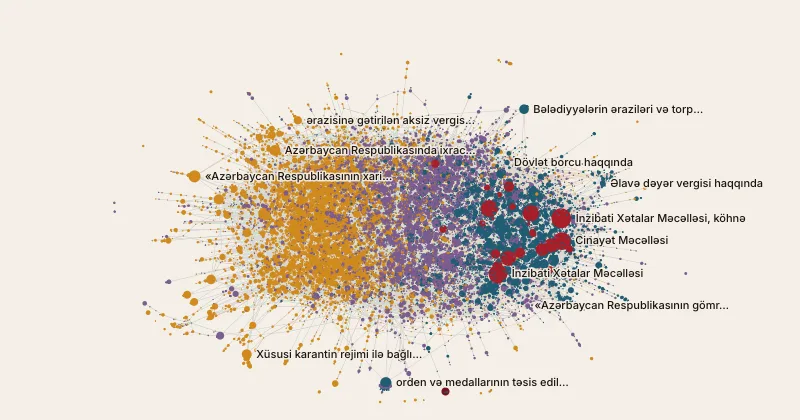 Bələdiyyələrin əraziləri və torp...
ərazisinə gətirilən aksiz vergis...
Azərbaycan Respublikasında ixrac...
Dövlət borcu haqqında
«Azərbaycan Respublikasının xari...
Əlavə dəyər vergisi haqqında
İnzibati Xətalar Məcəlləsi, köhnə
Cinayət Məcəlləsi
İnzibati Xətalar Məcəlləsi
«Azərbaycan Respublikasının gömr...
Xüsusi karantin rejimi ilə bağlı...
orden və medallarının təsis edil...